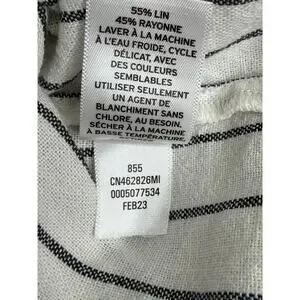 55% LIN
45% RAYONNE
LAVER À LA MACHINE
À L'EAU FROIDE, CYCLE
DÉLICAT, AVEC
DES COULEURS
SEMBLABLES
UTILISER SEULEMENT
UN AGENT DE
BLANCHIMENT SANS
CHLORE, AU BESOIN.
SÉCHER À LA MACHINE
À BASSE TEMPÉRATURE.
855
CN462826MI
0005077534
FEB23